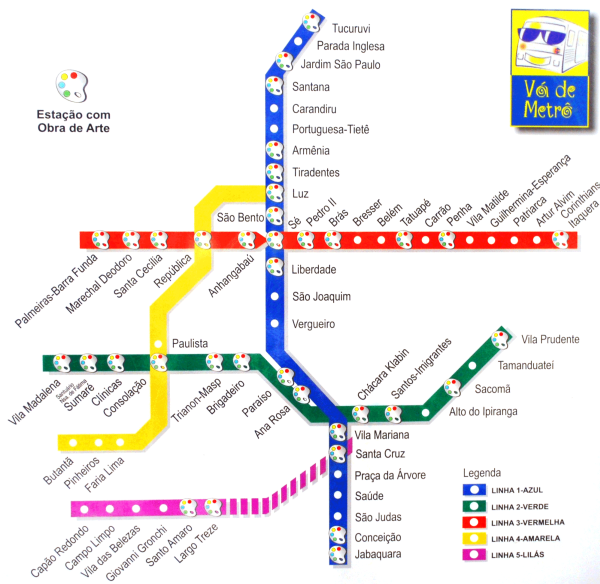 Vá de
Metrô
Estação com
Obra de Arte
Tucuruvi
Parada Inglesa
Jardim São Paulo
Santana
Carandiru
Portuguesa-Tietê
Armênia
Tiradentes
Luz
São Bento
Sé
Pedro II
Brás
Bresser
Belém
Tatuapé
Carrão
Penha
Vila Matilde
Guilhermina-Esperança
Patriarca
Artur Alvim
Corinthians
Itaquera
Palmeiras-Barra Funda
Marechal Deodoro
Santa Cecília
República
Anhangabaú
Liberdade
São Joaquim
Vergueiro
Paulista
Vila Madalena
Santuário
Nsa. de Fátima
Sumaré
Clínicas
Consolação
Trianon-Masp
Brigadeiro
Paraíso
Ana Rosa
Chácara Klabin
Santos-Imigrantes
Alto do Ipiranga
Sacomã
Tamanduateí
Vila Prudente
Butantã
Pinheiros
Faria Lima
Vila Mariana
Santa Cruz
Praça da Árvore
Saúde
São Judas
Conceição
Jabaquara
Capão Redondo
Campo Limpo
Vila das Belezas
Giovanni Gronchi
Santo Amaro
Largo Treze
Legenda
LINHA 1-AZUL
LINHA 2-VERDE
LINHA 3-VERMELHA
LINHA 4-AMARELA
LINHA 5-LILÁS